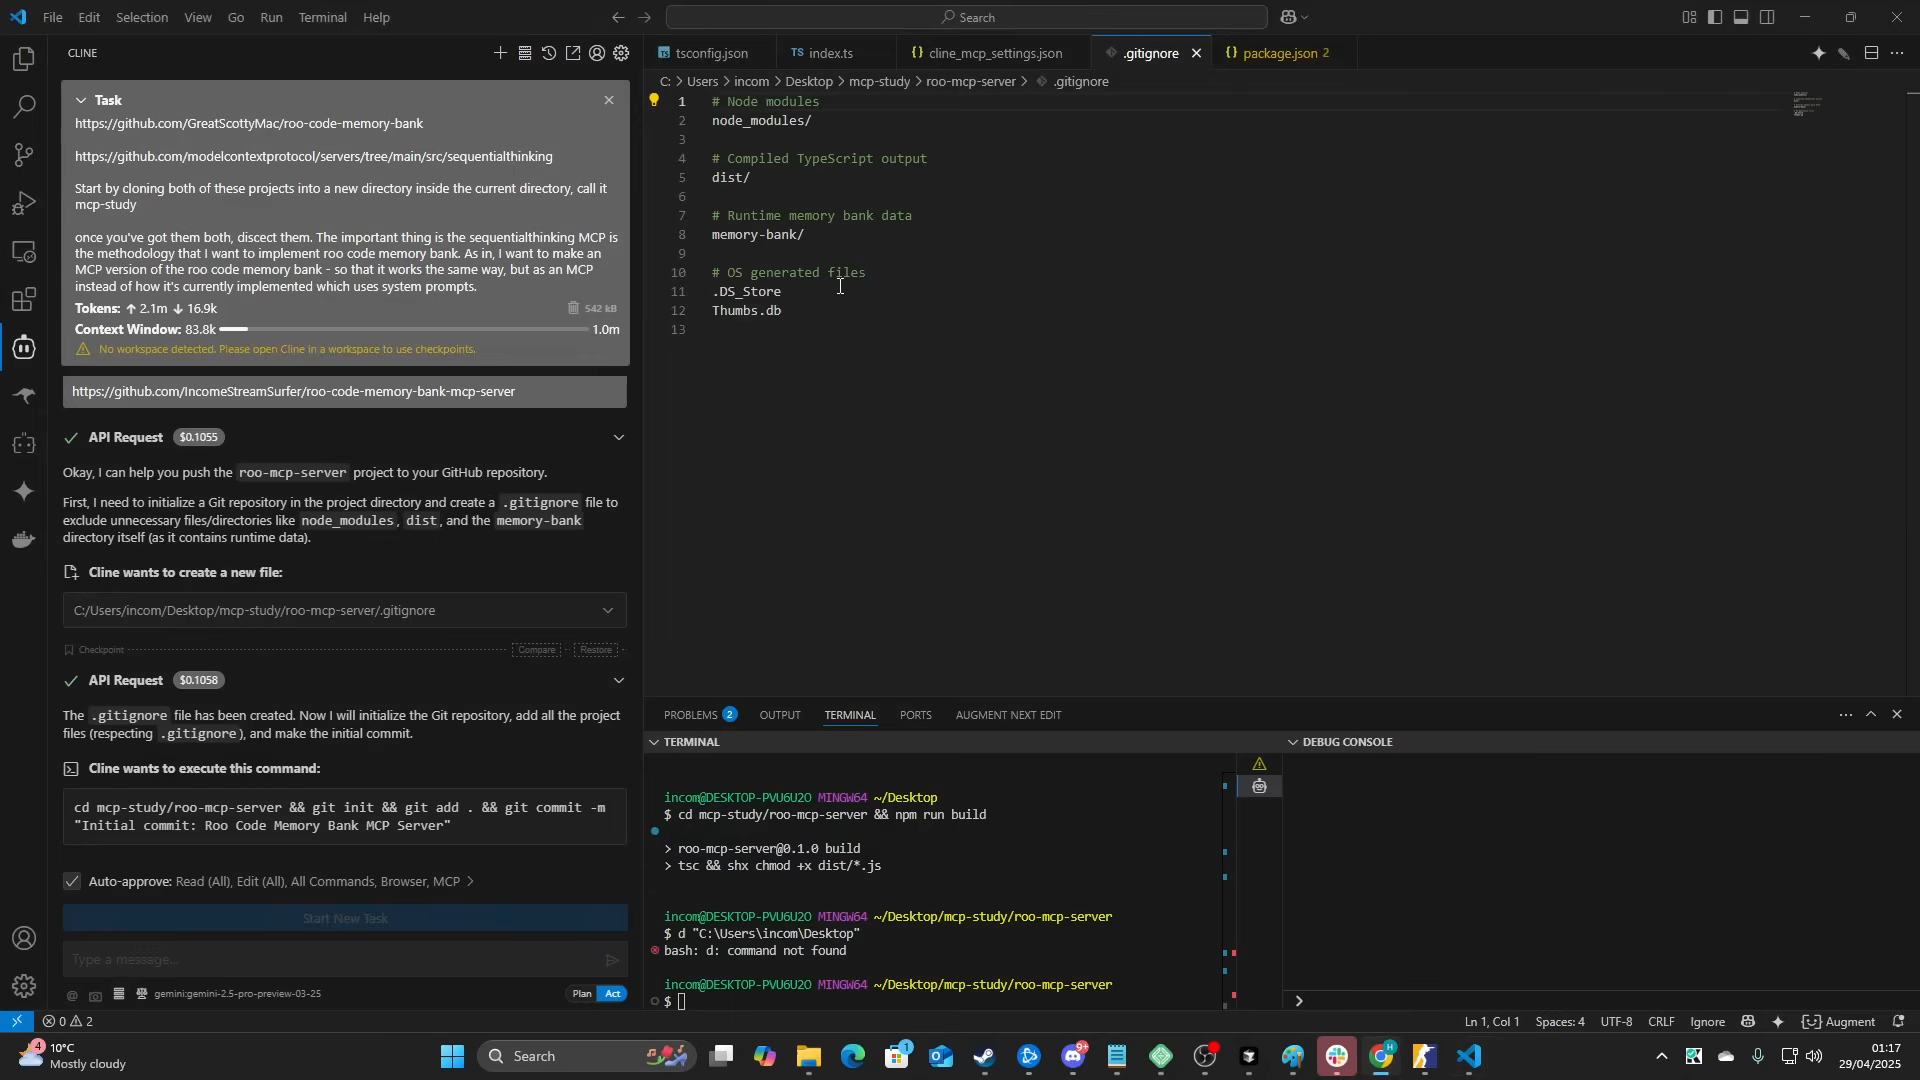 File Edit Selection View Go Run Terminal Help
Search
CLINE
Task
https://github.com/GreatScottyMac/roo-code-memory-bank
https://github.com/modelcontextprotocol/servers/tree/main/src/sequentialthinking
Start by cloning both of these projects into a new directory inside the current directory, call it
mcp-study
once you've got them both, discect them. The important thing is the sequentialthinking MCP is
the methodology that I want to implement roo code memory bank. As in, I want to make an
MCP version of the roo code memory bank - so that it works the same way, but as an MCP
instead of how it's currently implemented which uses system prompts.
Tokens: ↑ 2.1m ↓ 16.9k 542 kB
Context Window: 83.8k 1.0m
No workspace detected. Please open Cline in a workspace to use checkpoints.
https://github.com/IncomeStreamSurfer/roo-code-memory-bank-mcp-server
API Request $0.1055
Okay, I can help you push the roo-mcp-server project to your GitHub repository.
First, I need to initialize a Git repository in the project directory and create a .gitignore file to
exclude unnecessary files/directories like node_modules, dist, and the memory-bank
directory itself (as it contains runtime data).
Cline wants to create a new file:
C:/Users/incom/Desktop/mcp-study/roo-mcp-server/.gitignore
Checkpoint Compare Restore
API Request $0.1058
The .gitignore file has been created. Now I will initialize the Git repository, add all the project
files (respecting .gitignore), and make the initial commit.
Cline wants to execute this command:
cd mcp-study/roo-mcp-server && git init && git add . && git commit -m
"Initial commit: Roo Code Memory Bank MCP Server"
Auto-approve: Read (All), Edit (All), All Commands, Browser, MCP >
Start New Task
Type a message...
gemini:gemini-2.5-pro-preview-03-25 Plan Act
tsconfig.json TS index.ts {} cline_mcp_settings.json .gitignore {} package.json 2
C: > Users > incom > Desktop > mcp-study > roo-mcp-server > .gitignore
1 # Node modules
2 node_modules/
3
4 # Compiled TypeScript output
5 dist/
6
7 # Runtime memory bank data
8 memory-bank/
9
10 # OS generated files
11 .DS_Store
12 Thumbs.db
13
PROBLEMS 2 OUTPUT TERMINAL PORTS AUGMENT NEXT EDIT
TERMINAL
incom@DESKTOP-PVU6U2O MINGW64 ~/Desktop
$ cd mcp-study/roo-mcp-server && npm run build
> roo-mcp-server@0.1.0 build
> tsc && shx chmod +x dist/*.js
incom@DESKTOP-PVU6U2O MINGW64 ~/Desktop/mcp-study/roo-mcp-server
$ d "C:\Users\incom\Desktop"
bash: d: command not found
incom@DESKTOP-PVU6U2O MINGW64 ~/Desktop/mcp-study/roo-mcp-server
$
DEBUG CONSOLE
>
0 2
Ln 1, Col 1 Spaces: 4 UTF-8 CRLF Ignore Augment
4 10°C
Mostly cloudy
Search
1
9+
H
01:17
29/04/2025